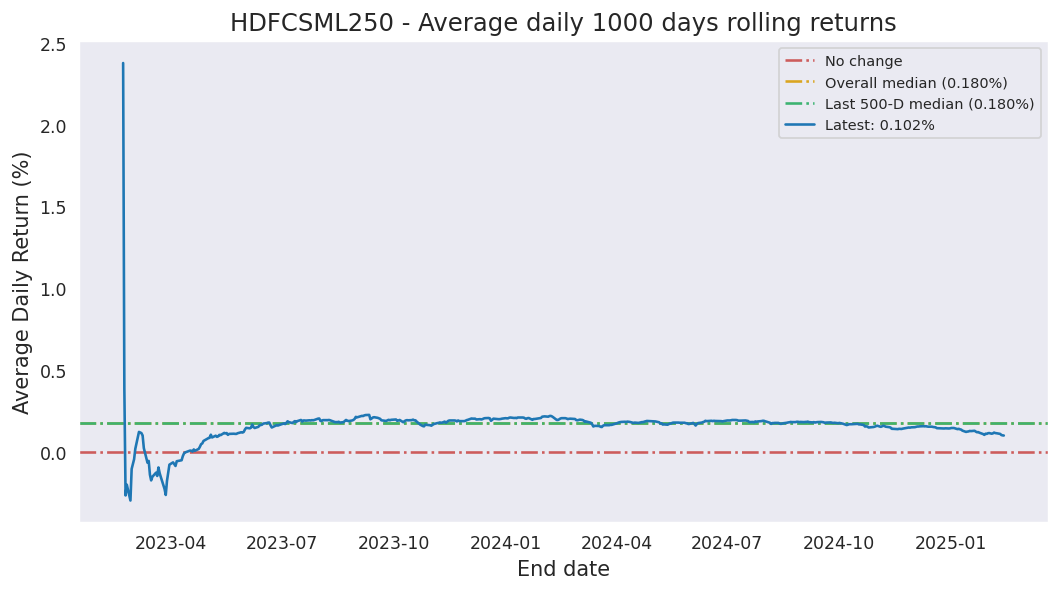 HDFCSML250 - Average daily 1000 days rolling returns
Average Daily Return (%)
2.5
2.0
1.5
1.0
0.5
0.0
No change
Overall median (0.180%)
Last 500-D median (0.180%)
Latest: 0.102%
2023-04 2023-07 2023-10 2024-01 2024-04 2024-07 2024-10 2025-01
End date